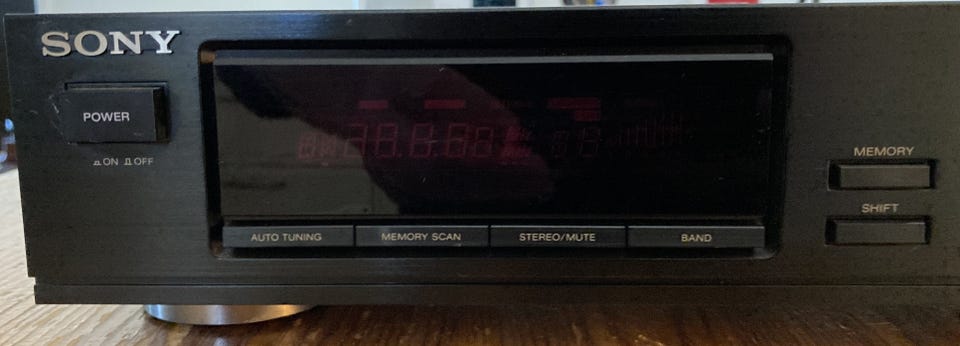 SONY
POWER
ON OFF
MEMORY
SHIFT
AUTO TUNING
MEMORY SCAN
STEREO/MUTE
BAND